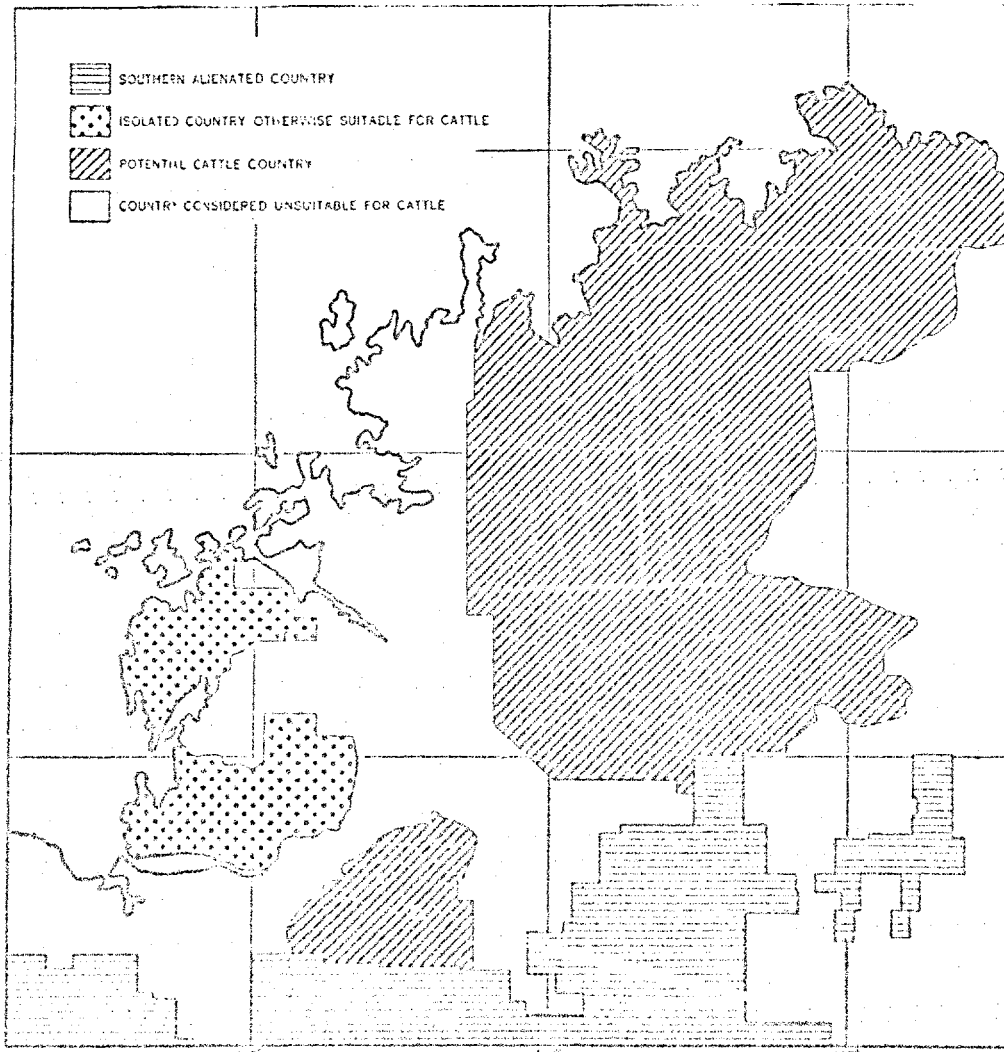 SOUTHERN ALIENATED COUNTRY
ISOLATED COUNTRY OTHERWISE SUITABLE FOR CATTLE
POTENTIAL CATTLE COUNTRY
COUNTRY CONSIDERED UNSUITABLE FOR CATTLE